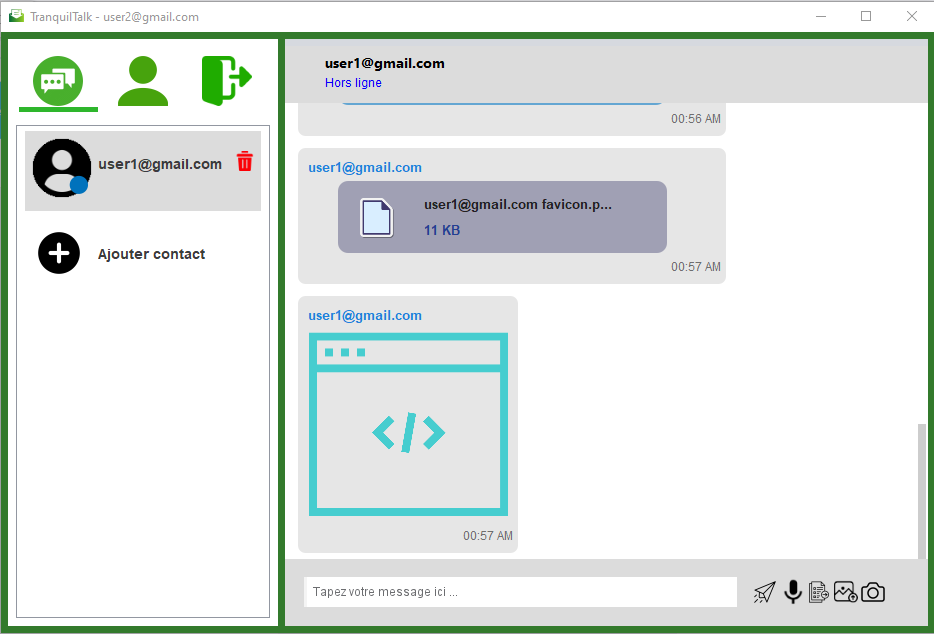 TranquilTalk - user2@gmail.com
user1@gmail.com
Ajouter contact
user1@gmail.com
Hors ligne
00:56 AM
user1@gmail.com
user1@gmail.com favicon.p...
11 KB
00:57 AM
user1@gmail.com
</>
00:57 AM
Tapez votre message ici ...